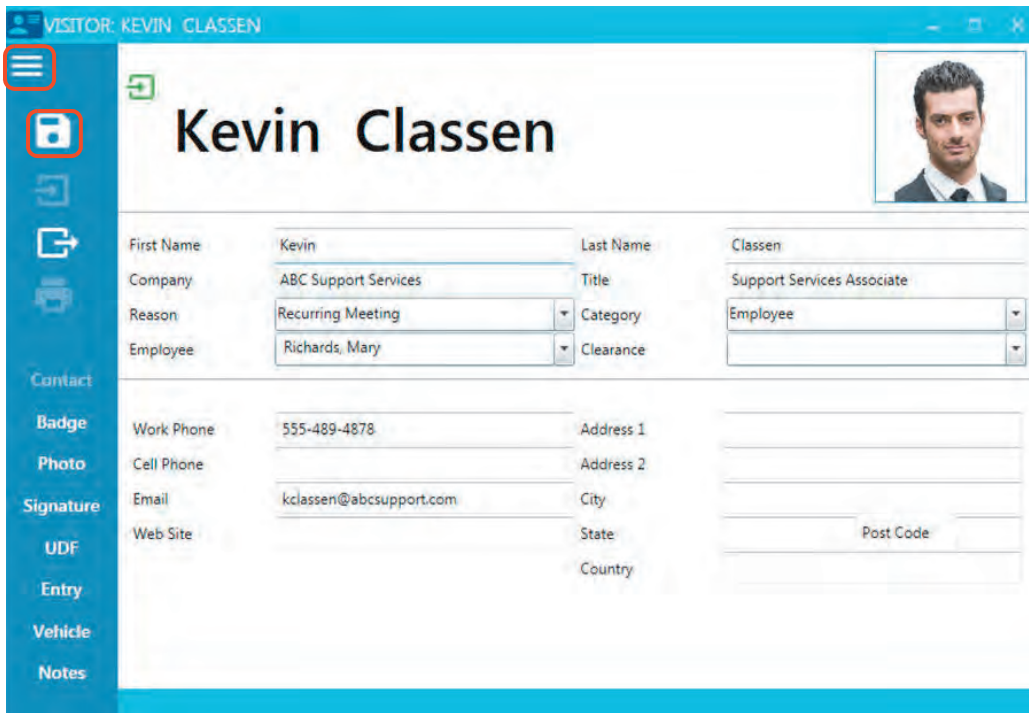 VISITOR: KEVIN CLASSEN
Kevin Classen
First Name Kevin Last Name Classen
Company ABC Support Services Title Support Services Associate
Reason Recurring Meeting Category Employee
Employee Richards, Mary Clearance
Contact
Badge
Photo
Signature
UDF
Entry
Vehicle
Notes
Work Phone 555-489-4878 Address 1
Cell Phone Address 2
Email kclassen@abcsupport.com City
Web Site State Post Code
Country